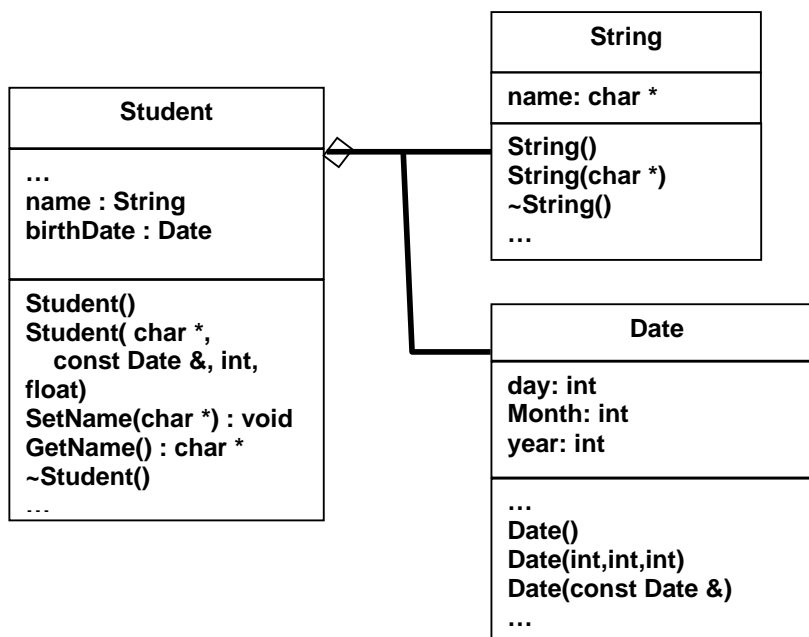 Student
…
name : String
birthDate : Date
Student()
Student( char *,
const Date &, int,
float)
SetName(char *) : void
GetName() : char *
~Student()
…
String
name: char *
String()
String(char *)
~String()
…
Date
day: int
Month: int
year: int
…
Date()
Date(int,int,int)
Date(const Date &)
…